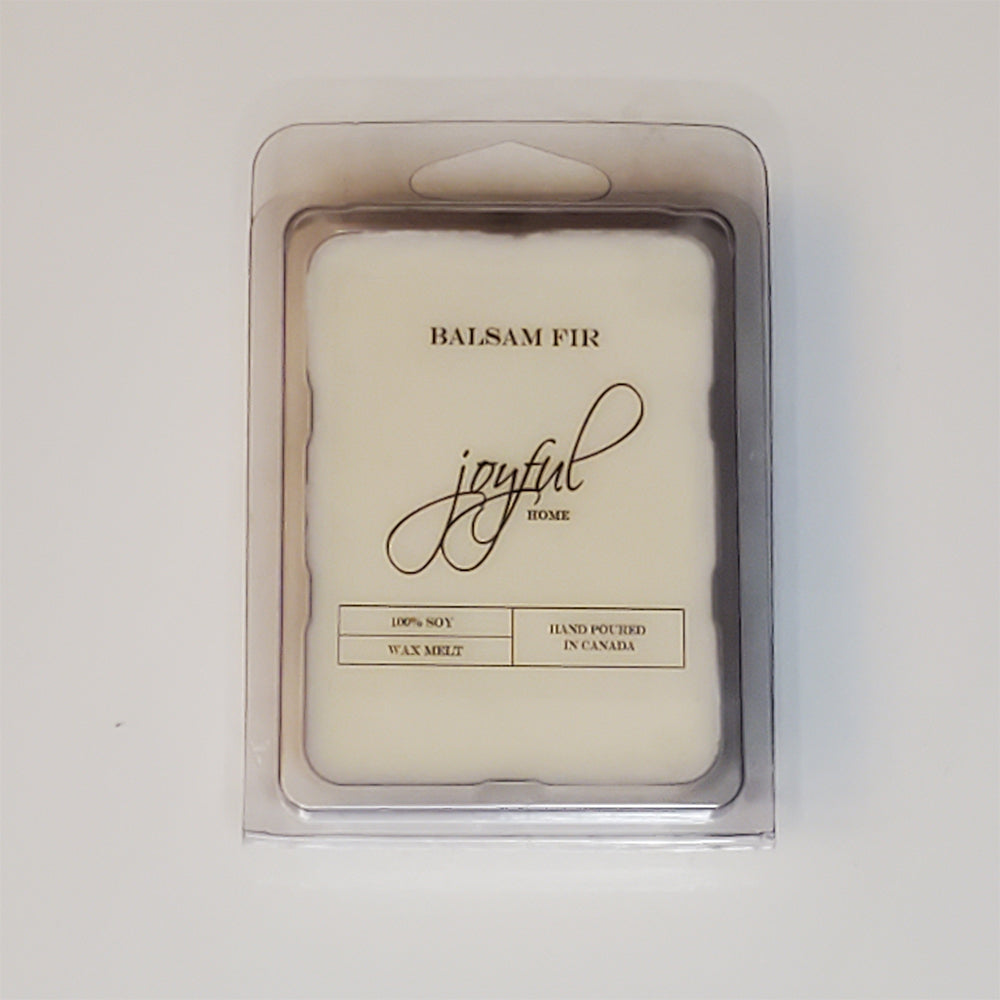 BALSAM FIR
joyful
HOME
100% SOY
WAX MELT
HAND POURED
IN CANADA